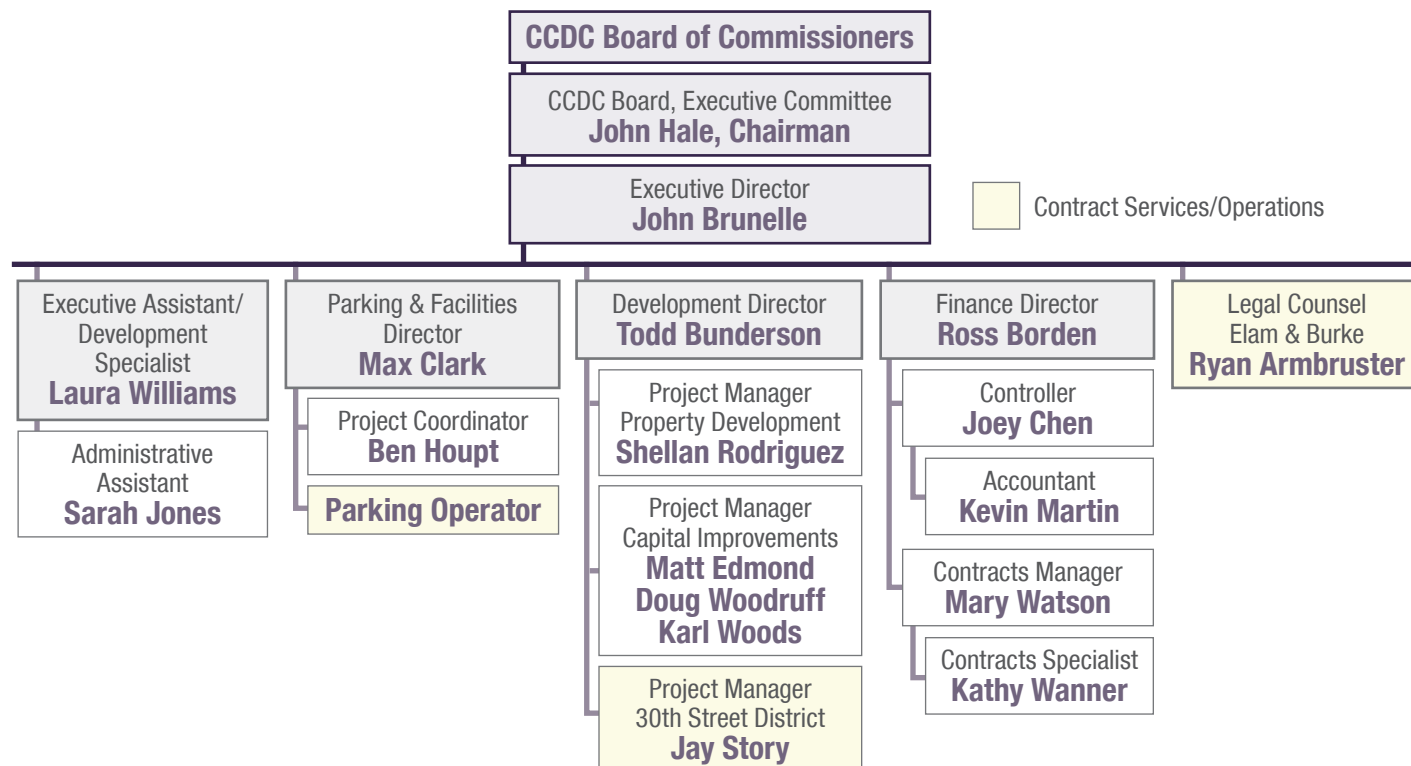 CCDC Board of Commissioners
CCDC Board, Executive Committee
John Hale, Chairman
Executive Director
John Brunelle
Contract Services/Operations
Executive Assistant/
Development
Specialist
Laura Williams
Administrative
Assistant
Sarah Jones
Parking & Facilities
Director
Max Clark
Project Coordinator
Ben Houpt
Parking Operator
Development Director
Todd Bunderson
Project Manager
Property Development
Shellan Rodriguez
Project Manager
Capital Improvements
Matt Edmond
Doug Woodruff
Karl Woods
Project Manager
30th Street District
Jay Story
Finance Director
Ross Borden
Controller
Joey Chen
Accountant
Kevin Martin
Contracts Manager
Mary Watson
Contracts Specialist
Kathy Wanner
Legal Counsel
Elam & Burke
Ryan Armbruster